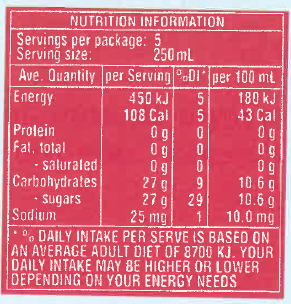 NUTRITION INFORMATION
Servings per package: 5
Serving size: 250mL
Ave. Quantity per Serving %DI* per 100 mL
Energy 450 kJ 5 180 kJ
108 Cal 5 43 Cal
Protein 0 g 0 0 g
Fat, total 0 g 0 0 g
- saturated 0 g 0 0 g
Carbohydrates 27 g 9 10.6 g
- sugars 27 g 29 10.6 g
Sodium 25 mg 1 10.0 mg
* % DAILY INTAKE PER SERVE IS BASED ON
AN AVERAGE ADULT DIET OF 8700 KJ. YOUR
DAILY INTAKE MAY BE HIGHER OR LOWER
DEPENDING ON YOUR ENERGY NEEDS